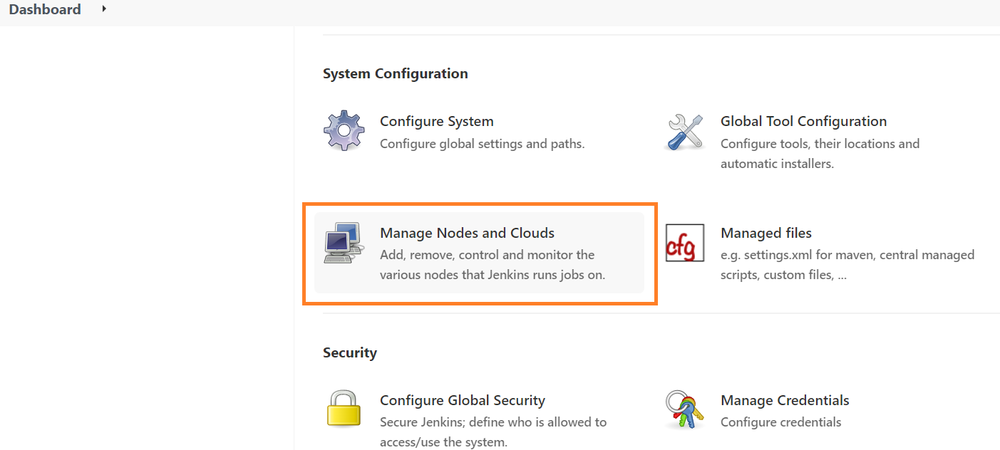 Dashboard
System Configuration
Configure System
Configure global settings and paths.
Global Tool Configuration
Configure tools, their locations and
automatic installers.
Manage Nodes and Clouds
Add, remove, control and monitor the
various nodes that Jenkins runs jobs on.
cfg
Managed files
e.g. settings.xml for maven, central managed
scripts, custom files, ...
Security
Configure Global Security
Secure Jenkins; define who is allowed to
access/use the system.
Manage Credentials
Configure credentials